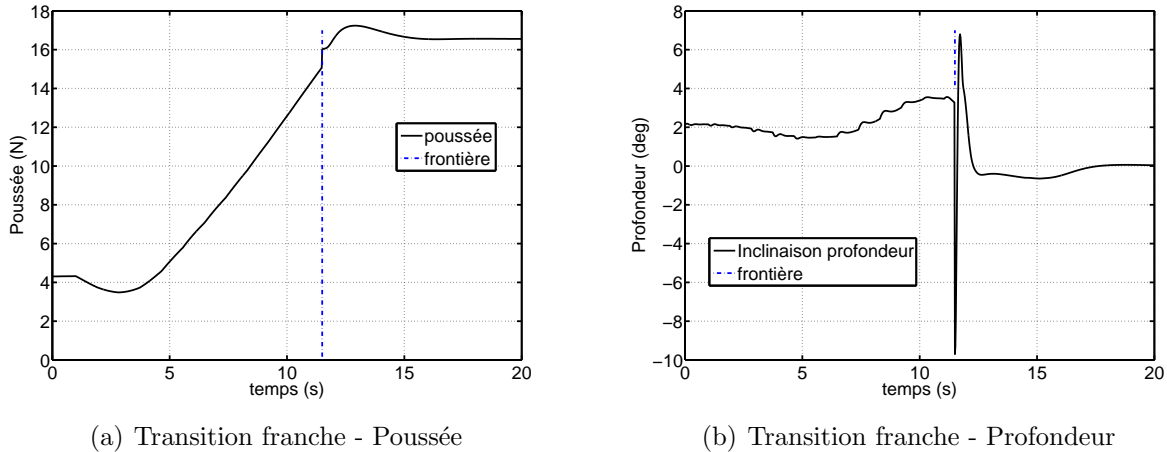 18
16
14
12
10
8
6
4
2
0
Poussée (N)
poussée
frontière
0 5 10 15 20
temps (s)
(a) Transition franche - Poussée
8
6
4
2
0
−2
−4
−6
−8
−10
Profondeur (deg)
Inclinaison profondeur
frontière
0 5 10 15 20
temps (s)
(b) Transition franche - Profondeur